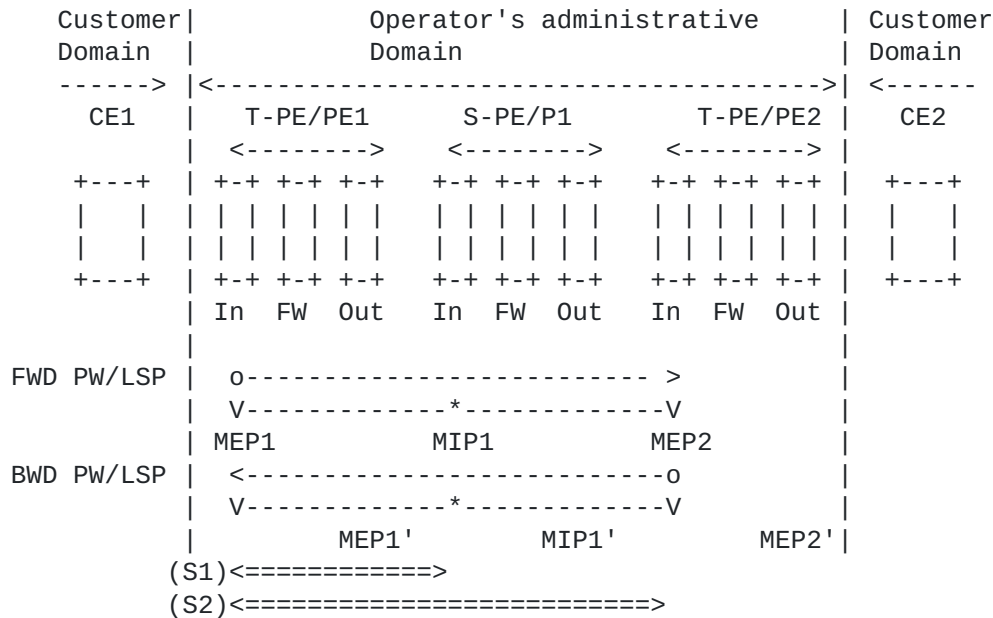 Customer|         Operator's administrative     | Customer
Domain  |         Domain                        | Domain
------> |<--------------------------------------->| <------
CE1   |   T-PE/PE1      S-PE/P1        T-PE/PE2 |   CE2
|  <-------->    <-------->    <--------> |
+---+  | +-+ +-+ +-+   +-+ +-+ +-+   +-+ +-+ +-+ |  +---+
|   |  | | | | | | |   | | | | | |   | | | | | | |  |   |
|   |  | | | | | | |   | | | | | |   | | | | | | |  |   |
+---+  | +-+ +-+ +-+   +-+ +-+ +-+   +-+ +-+ +-+ |  +---+
| In  FW  Out   In  FW  Out   In  FW  Out |
|                                         |
FWD PW/LSP |  o-------------------------- >          |
|  V-------------*-------------V          |
| MEP1          MIP1          MEP2        |
BWD PW/LSP |  <---------------------------o          |
|  V-------------*-------------V          |
|         MEP1'         MIP1'        MEP2'|
(S1)<============>
(S2)<==========================>